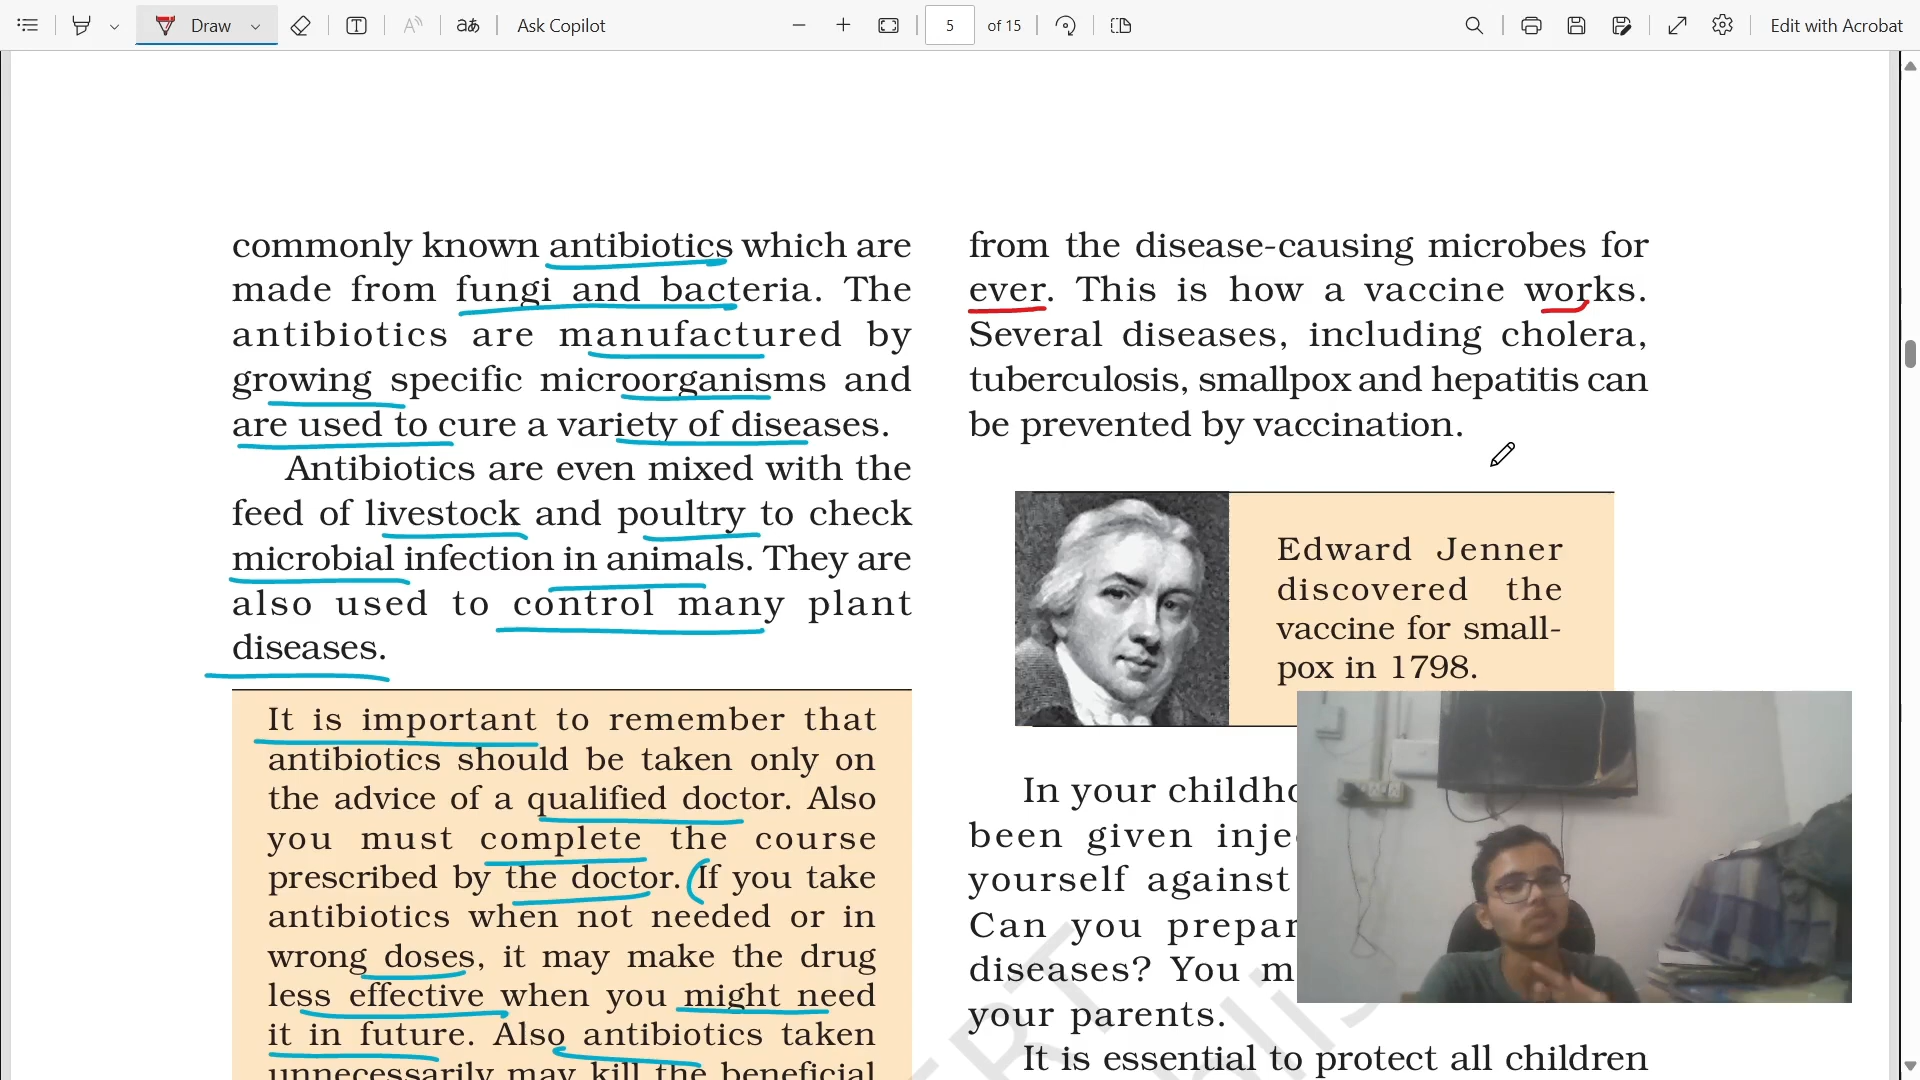 Draw
Ask Copilot
5
of 15
Edit with Acrobat
commonly known antibiotics which are
made from fungi and bacteria. The
antibiotics are manufactured by
growing specific microorganisms and
are used to cure a variety of diseases.
Antibiotics are even mixed with the
feed of livestock and poultry to check
microbial infection in animals. They are
also used to control many plant
diseases.
It is important to remember that
antibiotics should be taken only on
the advice of a qualified doctor. Also
you must complete the course
prescribed by the doctor. If you take
antibiotics when not needed or in
wrong doses, it may make the drug
less effective when you might need
it in future. Also antibiotics taken
unnecessarily may kill the beneficial
from the disease-causing microbes for
ever. This is how a vaccine works.
Several diseases, including cholera,
tuberculosis, smallpox and hepatitis can
be prevented by vaccination.
Edward Jenner
discovered the
vaccine for small-
pox in 1798.
In your childho
been given inje
yourself against
Can you prepar
diseases? You m
your parents.
It is essential to protect all children